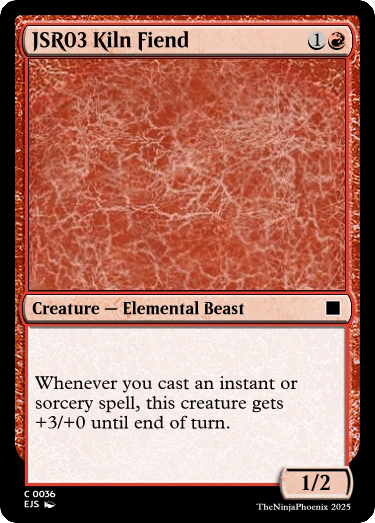 JSR03 Kiln Fiend 1
Creature — Elemental Beast
Whenever you cast an instant or
sorcery spell, this creature gets
+3/+0 until end of turn.
1/2
C 0036
EJS
TheNinjaPhoenix 2025